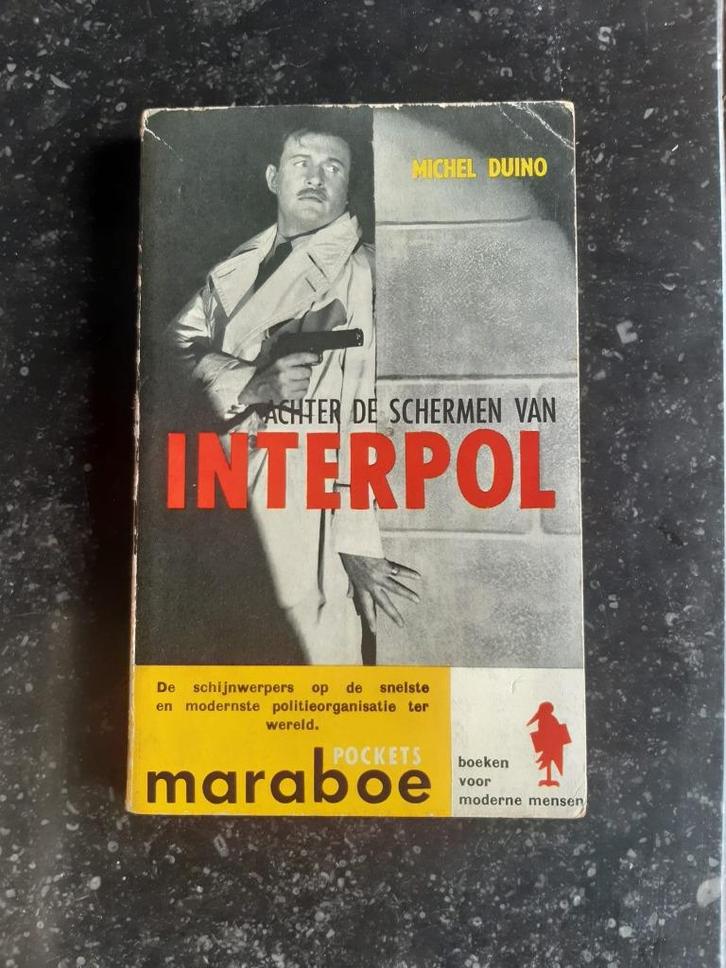 MICHEL DUINO
ACHTER DE SCHERMEN VAN
INTERPOL
De schijnwerpers op de snelste
en modernste politieorganisatie ter
wereld.
POCKETS
maraboe
boeken
voor
moderne mensen